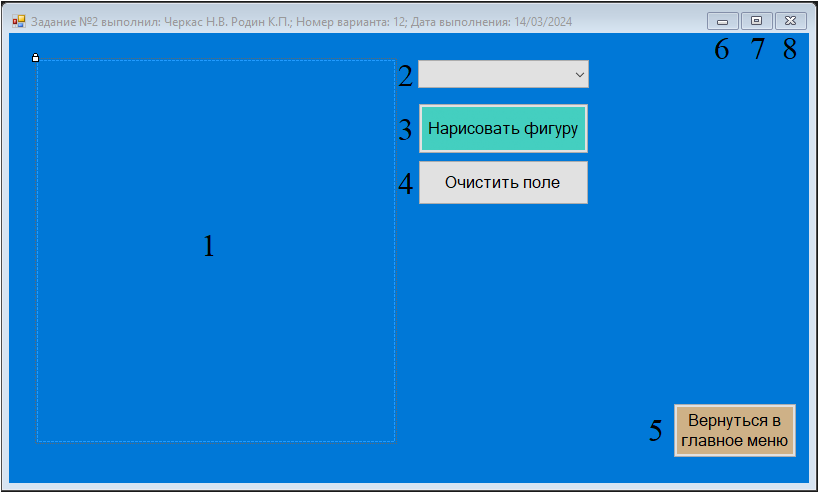 Задание №2 выполнил: Черкас Н.В. Родин К.П.; Номер варианта: 12; Дата выполнения: 14/03/2024
6 7 8
2
3 Нарисовать фигуру
4 Очистить поле
1
5 Вернуться в
главное меню